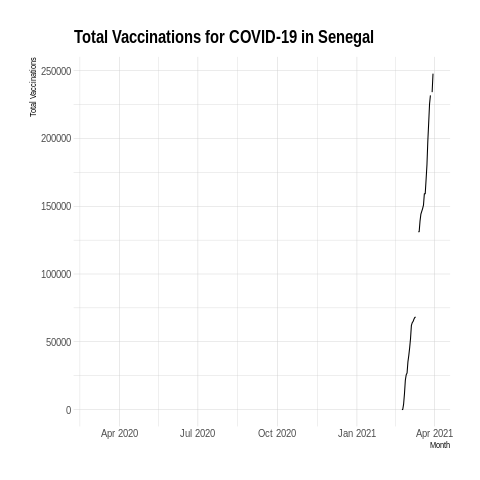 Total Vaccinations for COVID-19 in Senegal
Total Vaccinations
250000
200000
150000
100000
50000
0
Apr 2020 Jul 2020 Oct 2020 Jan 2021 Apr 2021
Month